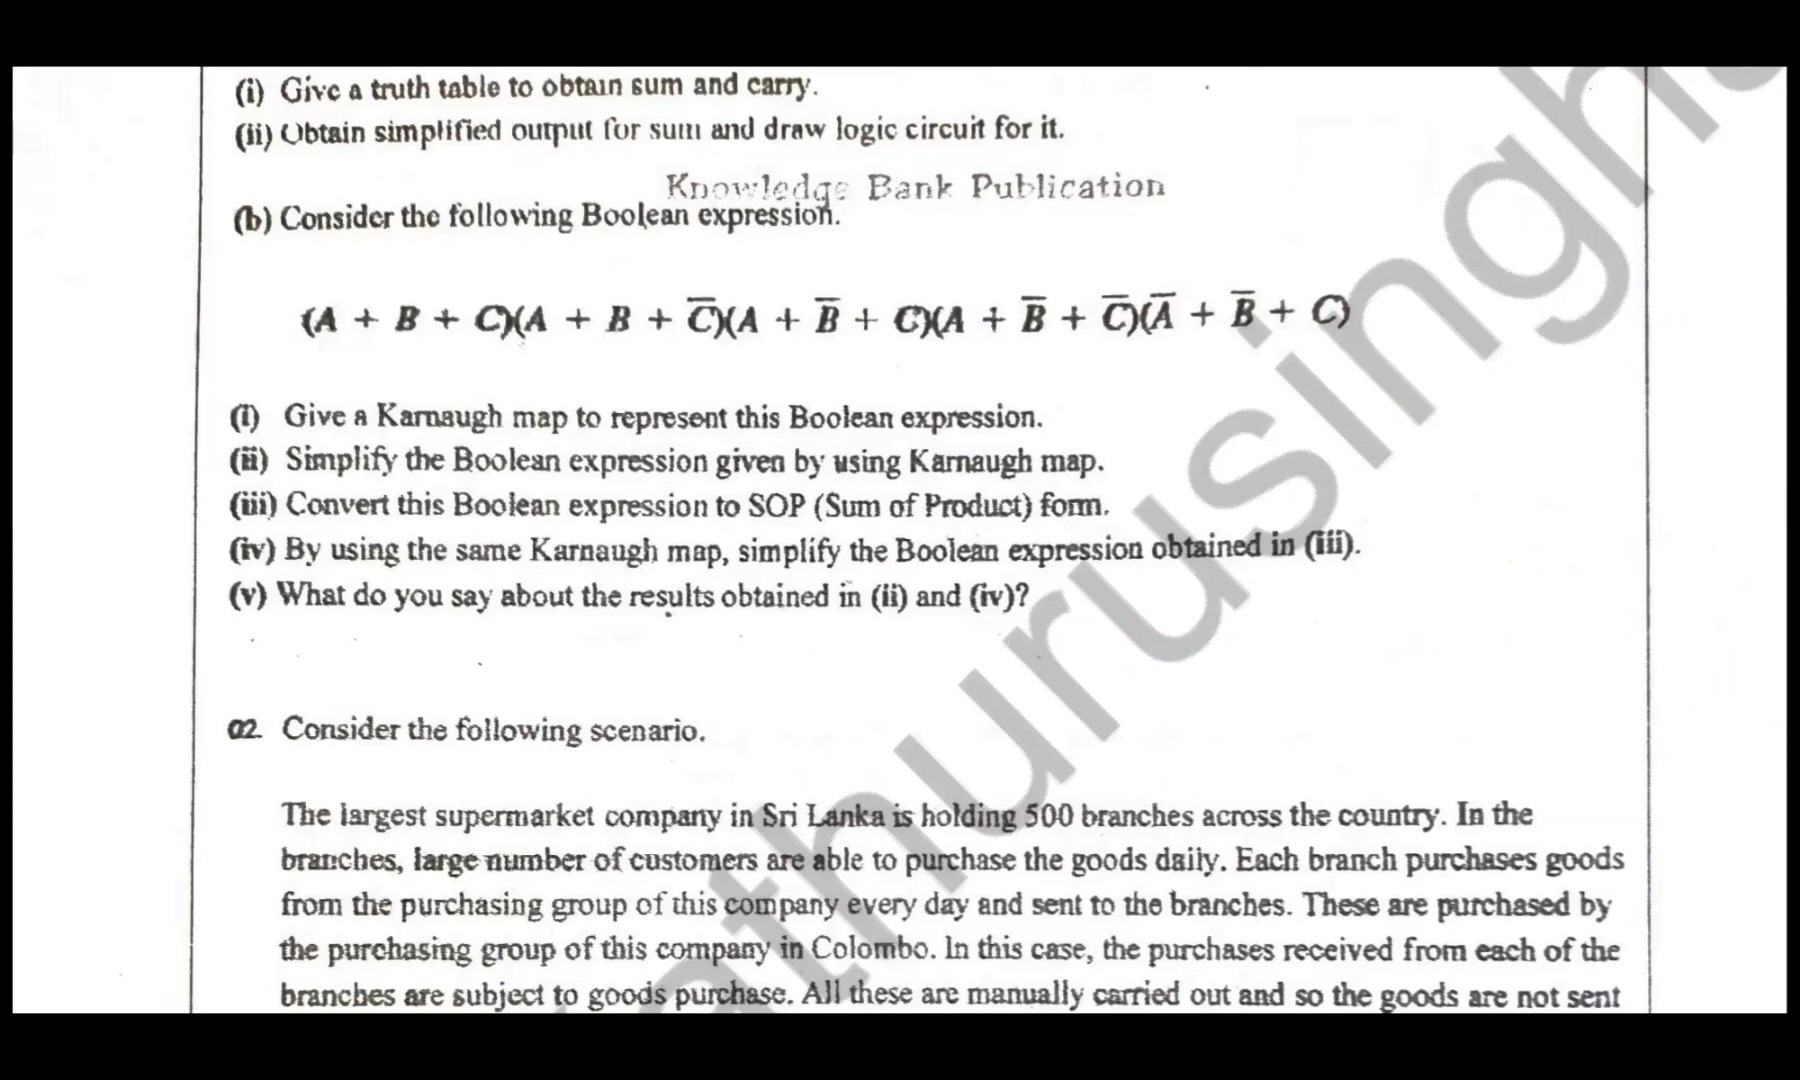 (i) Give a truth table to obtain sum and carry.
(ii) Obtain simplified output for sum and draw logic circuit for it.
Knowledge Bank Publication
(b) Consider the following Boolean expression.
(A + B + C)(A + B + C̅)(A + B̅ + C)(A + B̅ + C̅)(A̅ + B̅ + C)
(i) Give a Karnaugh map to represent this Boolean expression.
(ii) Simplify the Boolean expression given by using Karnaugh map.
(iii) Convert this Boolean expression to SOP (Sum of Product) form.
(iv) By using the same Karnaugh map, simplify the Boolean expression obtained in (iii).
(v) What do you say about the results obtained in (ii) and (iv)?
02. Consider the following scenario.
The largest supermarket company in Sri Lanka is holding 500 branches across the country. In the
branches, large number of customers are able to purchase the goods daily. Each branch purchases goods
from the purchasing group of this company every day and sent to the branches. These are purchased by
the purchasing group of this company in Colombo. In this case, the purchases received from each of the
branches are subject to goods purchase. All these are manually carried out and so the goods are not sent